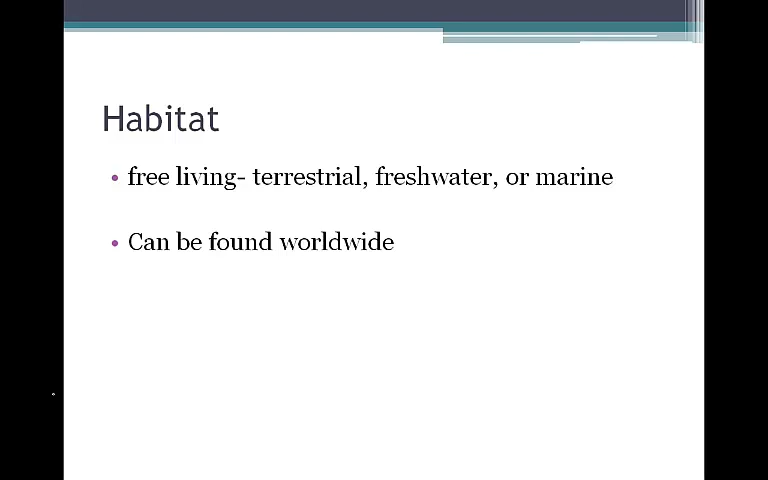 Habitat
• free living- terrestrial, freshwater, or marine
• Can be found worldwide